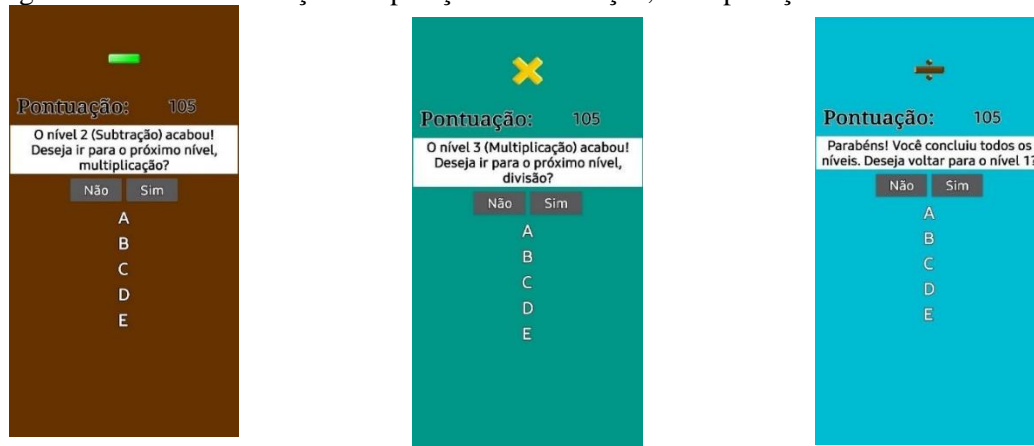 Pontuação: 105
O nível 2 (Subtração) acabou!
Deseja ir para o próximo nível,
multiplicação?
Não Sim
A
B
C
D
E
Pontuação: 105
O nível 3 (Multiplicação) acabou!
Deseja ir para o próximo nível,
divisão?
Não Sim
A
B
C
D
E
Pontuação: 105
Parabéns! Você concluiu todos os
níveis. Deseja voltar para o nível 1?
Não Sim
A
B
C
D
E